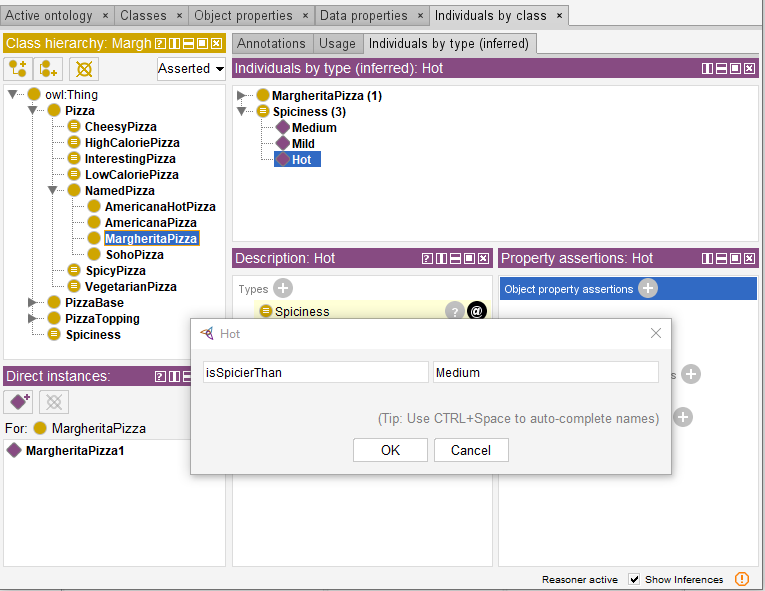 Active ontology × Classes × Object properties × Data properties × Individuals by class ×
Class hierarchy: Margh
Asserted
owl:Thing
Pizza
CheesyPizza
HighCaloriePizza
InterestingPizza
LowCaloriePizza
NamedPizza
AmericanaHotPizza
AmericanaPizza
MargheritaPizza
SohoPizza
SpicyPizza
VegetarianPizza
PizzaBase
PizzaTopping
Spiciness
Direct instances:
For: MargheritaPizza
MargheritaPizza1
Annotations Usage Individuals by type (inferred)
Individuals by type (inferred): Hot
MargheritaPizza (1)
Spiciness (3)
Medium
Mild
Hot
Description: Hot
Types
Spiciness ? @
Property assertions: Hot
Object property assertions
s
Hot
isSpicierThan Medium
(Tip: Use CTRL+Space to auto-complete names)
OK Cancel
Reasoner active Show Inferences